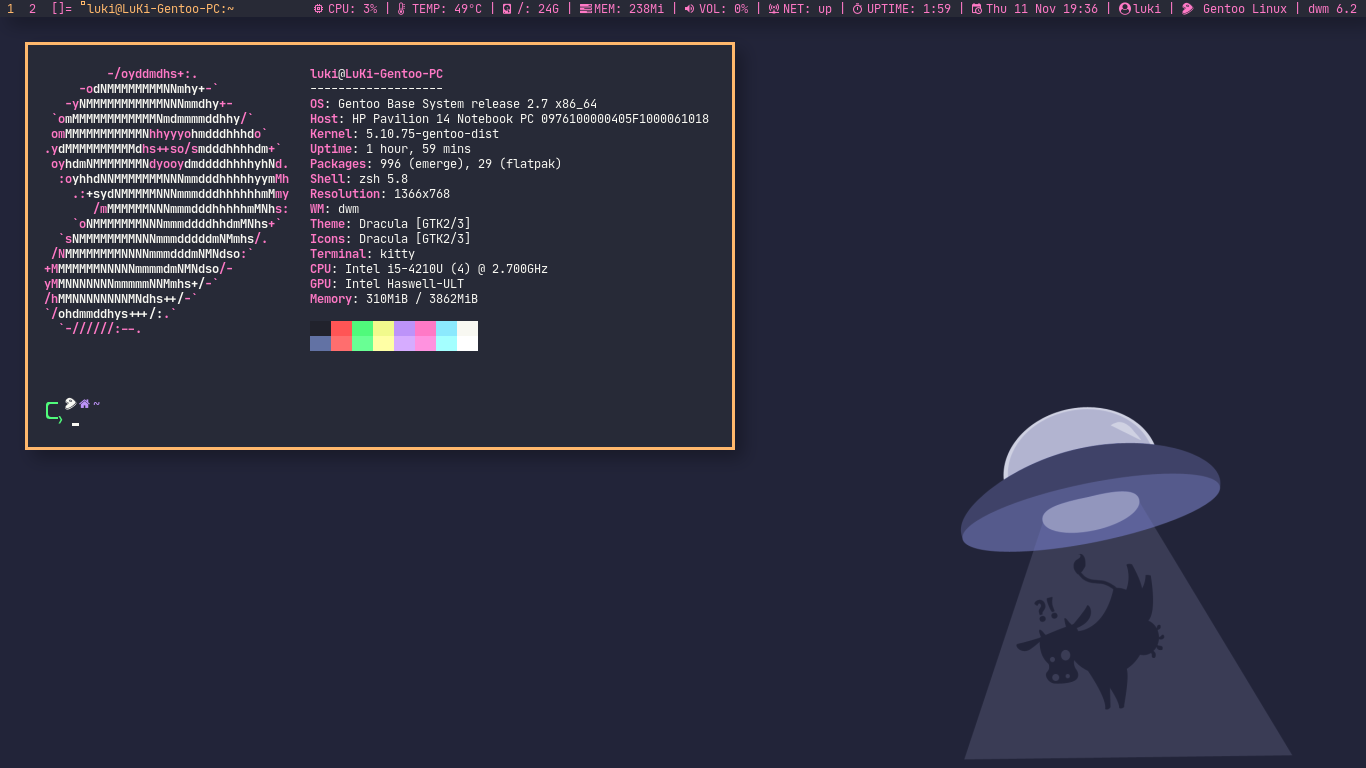 1 2 []= luki@LuKi-Gentoo-PC:~ CPU: 3% | TEMP: 49°C | /: 24G | MEM: 238Mi | VOL: 0% | NET: up | UPTIME: 1:59 | Thu 11 Nov 19:36 | luki | Gentoo Linux | dwm 6.2
-/oyddmdhs+:. luki@LuKi-Gentoo-PC
-odNMMMMMMMMNNmhy+-` ------------------
-yNMMMMMMMMMMMNNNmmdhy+- OS: Gentoo Base System release 2.7 x86_64
`omMMMMMMMMMMMMNmdmmmmddhhy/` Host: HP Pavilion 14 Notebook PC 0976100000405F1000061018
omMMMMMMMMMMMNhhyyyohmdddhhhdo` Kernel: 5.10.75-gentoo-dist
.ydMMMMMMMMMMdhs++so/smdddhhhhdm+` Uptime: 1 hour, 59 mins
oyhdmNMMMMMMMNdyooydmddddhhhhyhNd. Packages: 996 (emerge), 29 (flatpak)
:oyhhdNNMMMMMMMNNNmmdddhhhhhyymMh Shell: zsh 5.8
.:+sydNMMMMMNNNmmmdddhhhhhhmMmy Resolution: 1366x768
/mMMMMMMNNNmmmdddhhhhhmMNhs: WM: dwm
`oNMMMMMMMNNNmmmddddhhdmMNhs+` Theme: Dracula [GTK2/3]
`sNMMMMMMMMNNNmmmdddddmNMmhs/. Icons: Dracula [GTK2/3]
/NMMMMMMMMNNNNmmmdddmNMNdso:` Terminal: kitty
+MMMMMMMNNNNNmmmmdmNMNdso/- CPU: Intel i5-4210U (4) @ 2.700GHz
yMMNNNNNNNmmmmmNNMmhs+/-` GPU: Intel Haswell-ULT
/hMMNNNNNNNNMNdhs++/-` Memory: 310MiB / 3862MiB
`/ohdmmddhys+++/:.`
`-//////:--.
~
?!